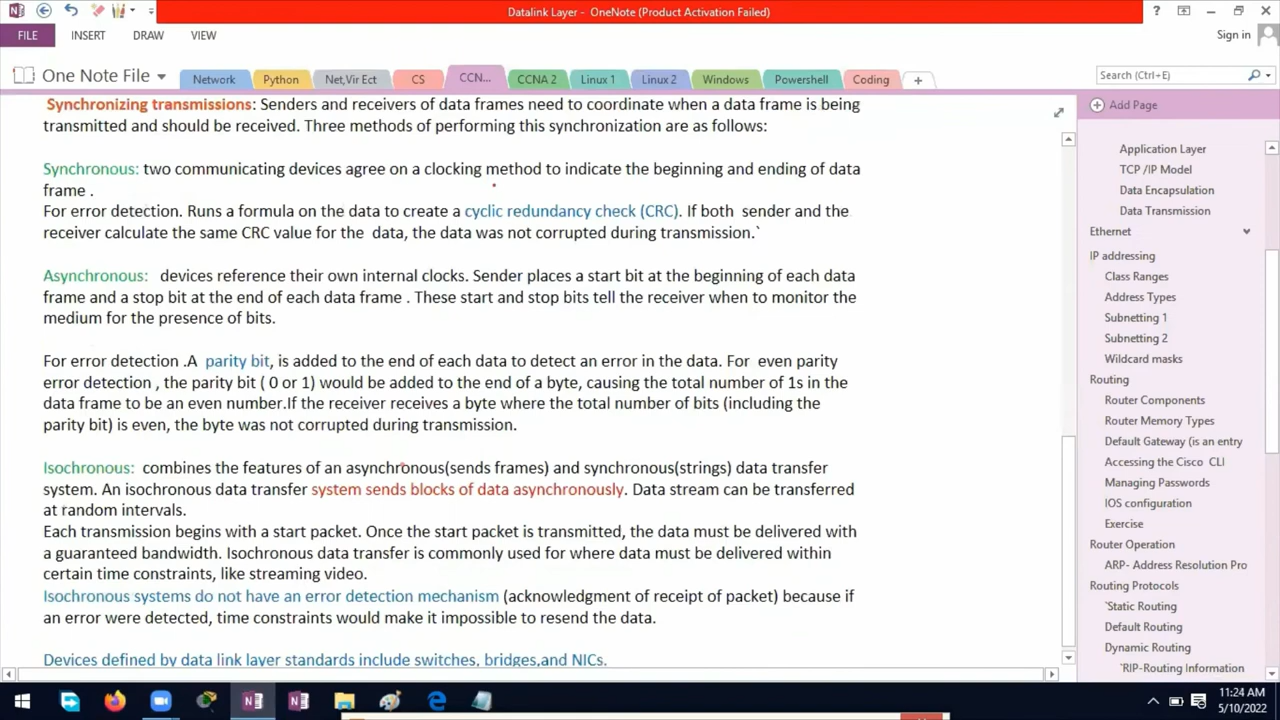 Datalink Layer - OneNote (Product Activation Failed)
?
FILE INSERT DRAW VIEW
Sign in
One Note File
Network Python Net,Vir Ect CS CCN... CCNA 2 Linux 1 Linux 2 Windows Powershell Coding +
Search (Ctrl+E)
Synchronizing transmissions: Senders and receivers of data frames need to coordinate when a data frame is being
transmitted and should be received. Three methods of performing this synchronization are as follows:
Synchronous: two communicating devices agree on a clocking method to indicate the beginning and ending of data
frame .
For error detection. Runs a formula on the data to create a cyclic redundancy check (CRC). If both sender and the
receiver calculate the same CRC value for the data, the data was not corrupted during transmission.`
Asynchronous: devices reference their own internal clocks. Sender places a start bit at the beginning of each data
frame and a stop bit at the end of each data frame . These start and stop bits tell the receiver when to monitor the
medium for the presence of bits.
For error detection .A parity bit, is added to the end of each data to detect an error in the data. For even parity
error detection , the parity bit ( 0 or 1) would be added to the end of a byte, causing the total number of 1s in the
data frame to be an even number.If the receiver receives a byte where the total number of bits (including the
parity bit) is even, the byte was not corrupted during transmission.
Isochronous: combines the features of an asynchronous(sends frames) and synchronous(strings) data transfer
system. An isochronous data transfer system sends blocks of data asynchronously. Data stream can be transferred
at random intervals.
Each transmission begins with a start packet. Once the start packet is transmitted, the data must be delivered with
a guaranteed bandwidth. Isochronous data transfer is commonly used for where data must be delivered within
certain time constraints, like streaming video.
Isochronous systems do not have an error detection mechanism (acknowledgment of receipt of packet) because if
an error were detected, time constraints would make it impossible to resend the data.
Devices defined by data link layer standards include switches, bridges,and NICs.
Add Page
Application Layer
TCP /IP Model
Data Encapsulation
Data Transmission
Ethernet
IP addressing
Class Ranges
Address Types
Subnetting 1
Subnetting 2
Wildcard masks
Routing
Router Components
Router Memory Types
Default Gateway (is an entry
Accessing the Cisco CLI
Managing Passwords
IOS configuration
Exercise
Router Operation
ARP- Address Resolution Pro
Routing Protocols
`Static Routing
Default Routing
Dynamic Routing
`RIP-Routing Information
11:24 AM
5/10/2022